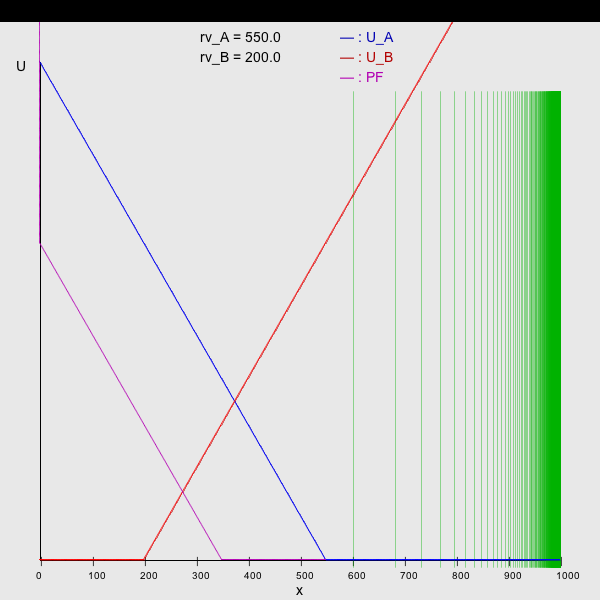 rv_A = 550.0 — : U_A
rv_B = 200.0 — : U_B
— : PF
U
0 100 200 300 400 500 600 700 800 900 1000
x